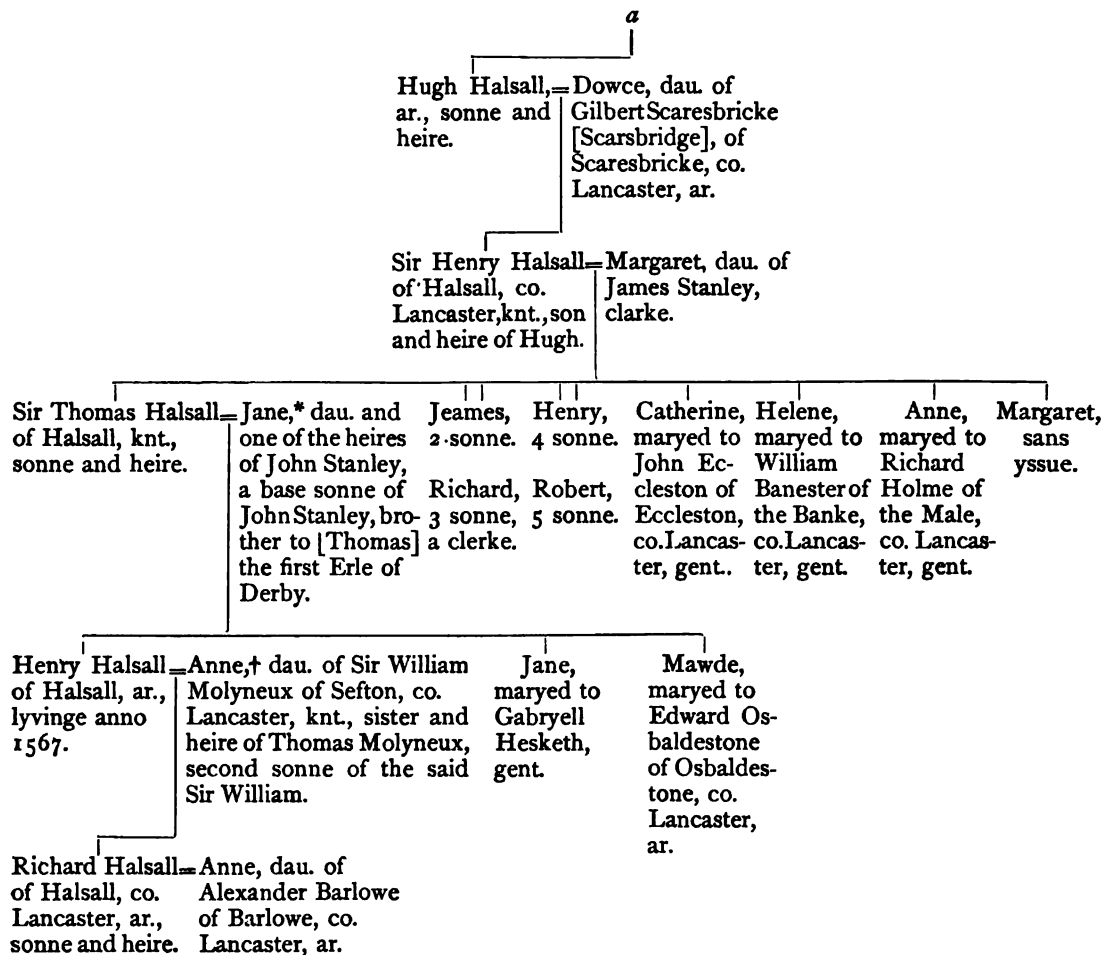 a
Hugh Halsall,=Dowce, dau. of
ar., sonne and
heire.
Gilbert Scaresbricke
[Scarsbridge], of
Scaresbricke, co.
Lancaster, ar.
Sir Henry Halsall=Margaret, dau. of
of Halsall, co.
Lancaster, knt., son
and heire of Hugh.
James Stanley,
clarke.
Sir Thomas Halsall=
of Halsall, knt.,
sonne and heire.
Jane,* dau. and
one of the heires
of John Stanley,
a base sonne of
John Stanley, bro-
ther to [Thomas]
the first Erle of
Derby.
Jeames,
2 sonne.
Richard,
3 sonne,
a clerke.
Henry,
4 sonne.
Robert,
5 sonne.
Catherine,
maryed to
John Ec-
cleston of
Eccleston,
co. Lancas-
ter, gent.
Helene,
maryed to
William
Banester of
the Banke,
co. Lancas-
ter, gent.
Anne,
maryed to
Richard
Holme of
the Male,
co. Lancas-
ter, gent.
Margaret,
sans
yssue.
Henry Halsall=
of Halsall, ar.,
lyvinge anno
1567.
Anne,† dau. of Sir William
Molyneux of Sefton, co.
Lancaster, knt., sister and
heire of Thomas Molyneux,
second sonne of the said
Sir William.
Jane,
maryed to
Gabryell
Hesketh,
gent.
Mawde,
maryed to
Edward Os-
baldestone
of Osbaldes-
tone, co.
Lancaster,
ar.
Richard Halsall=
of Halsall, co.
Lancaster, ar.,
sonne and heire.
Anne, dau. of
Alexander Barlowe
of Barlowe, co.
Lancaster, ar.